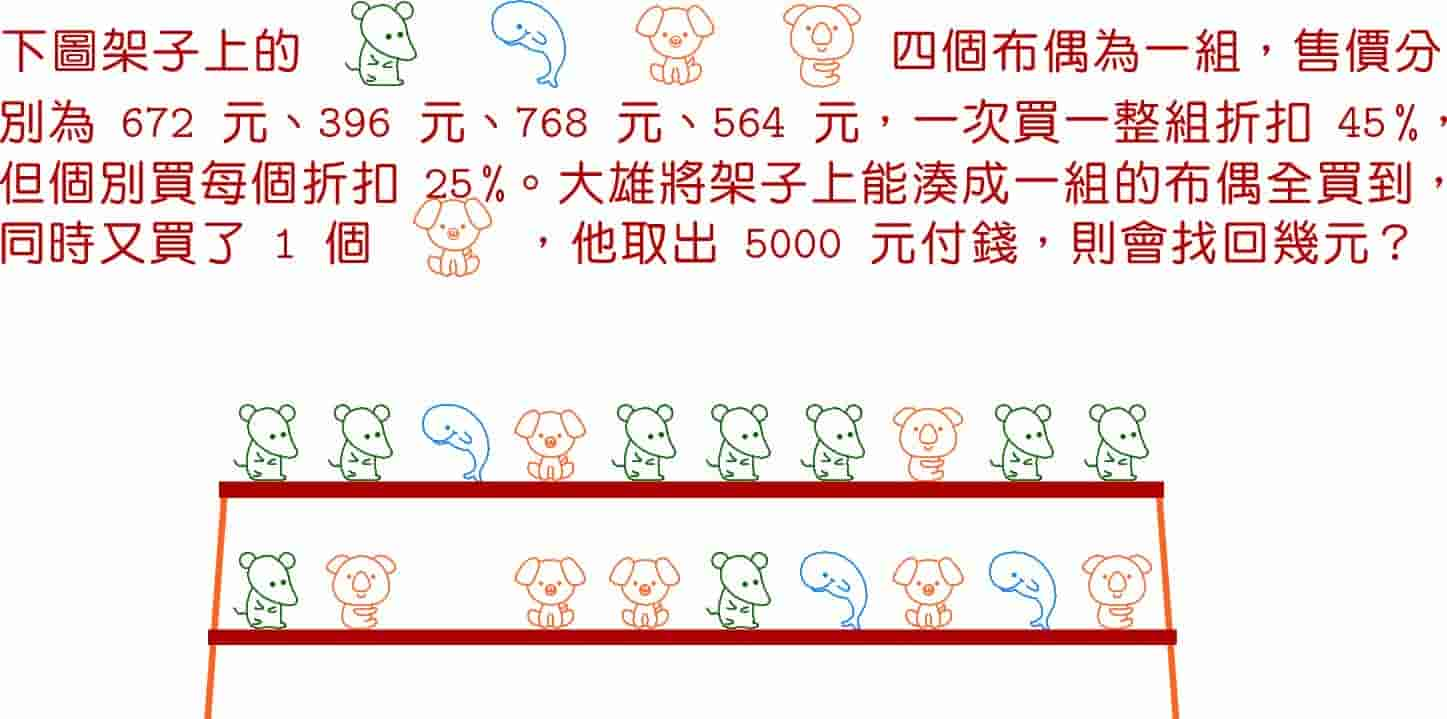 下圖架子上的 四個布偶為一組，售價分
別為 672 元、396 元、768 元、564 元，一次買一整組折扣 45%，
但個別買每個折扣 25%。大雄將架子上能湊成一組的布偶全買到，
同時又買了 1 個 ，他取出 5000 元付錢，則會找回幾元？